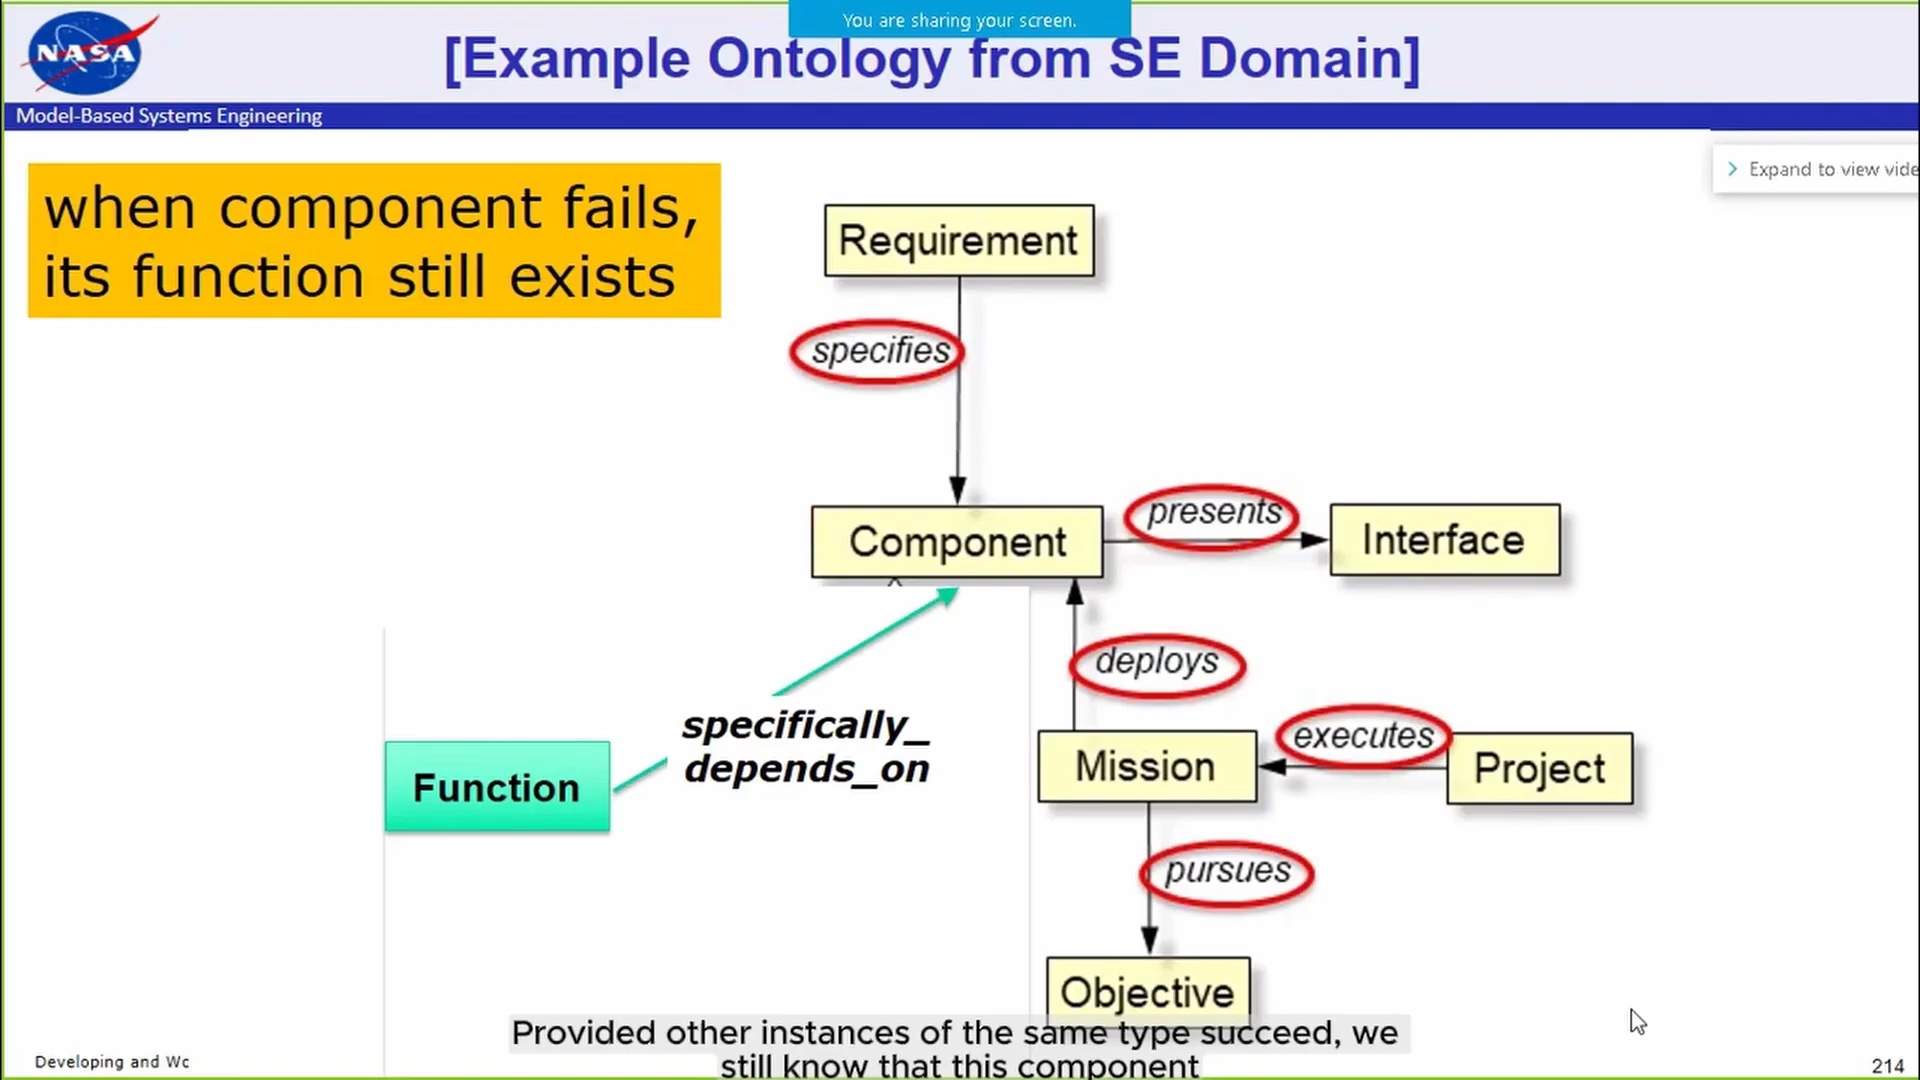 You are sharing your screen.
NASA
[Example Ontology from SE Domain]
Model-Based Systems Engineering
Expand to view vide
when component fails,
its function still exists
Requirement
specifies
Component
presents
Interface
deploys
specifically_
depends_on
Function
Mission
executes
Project
pursues
Objective
Provided other instances of the same type succeed, we
still know that this component
Developing and Wc
214